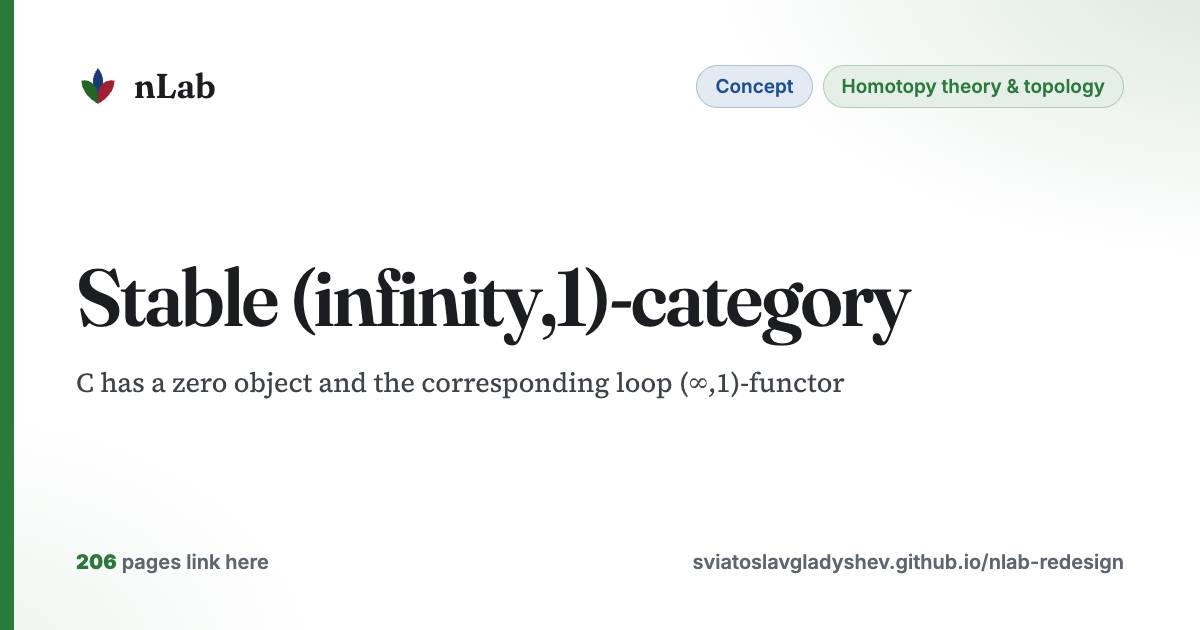 nLab
Concept
Homotopy theory & topology
Stable (infinity,1)-category
C has a zero object and the corresponding loop (∞,1)-functor
206 pages link here
sviatoslavgladyshev.github.io/nlab-redesign